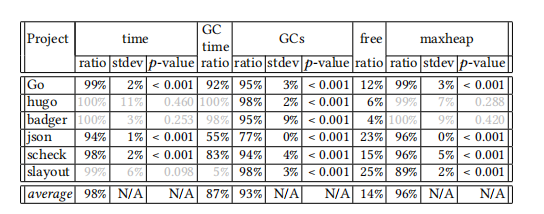 Project time GC time ratio GCs free maxheap
ratio stdev p-value ratio stdev p-value ratio ratio stdev p-value
Go 99% 2% < 0.001 92% 95% 3% < 0.001 12% 99% 3% < 0.001
hugo 100% 11% 0.460 100% 98% 2% < 0.001 6% 99% 7% 0.288
badger 100% 3% 0.253 98% 95% 9% < 0.001 4% 100% 9% 0.420
json 94% 1% < 0.001 55% 77% 0% < 0.001 23% 96% 0% < 0.001
scheck 98% 2% < 0.001 83% 94% 4% < 0.001 15% 96% 5% < 0.001
slayout 99% 6% 0.098 5% 98% 3% < 0.001 25% 89% 2% < 0.001
average 98% N/A N/A 87% 93% N/A N/A 14% 96% N/A N/A